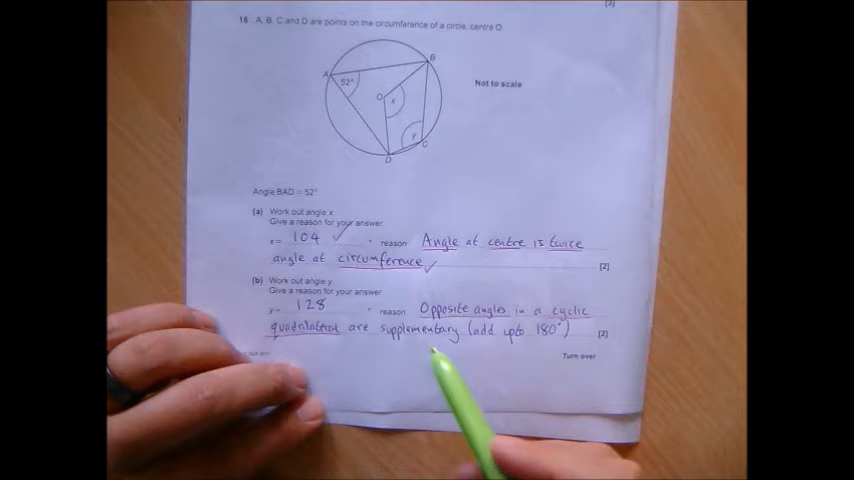 [3]
16 A, B, C and D are points on the circumference of a circle, centre O.
B
A
52°
Not to scale
O
x
y
C
D
Angle BAD = 52°
(a) Work out angle x
Give a reason for your answer.
x= 104 ✓ ° reason Angle at centre is twice
angle at circumference ✓ [2]
(b) Work out angle y
Give a reason for your answer
y= 128 ° reason Opposite angles in a cyclic
quadrilateral are supplementary (add upto 180°) [2]
Turn over